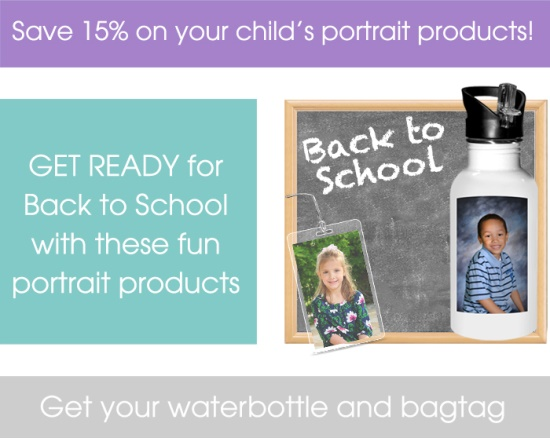 Save 15% on your child’s portrait products!
GET READY for
Back to School
with these fun
portrait products
Back to
School
Get your waterbottle and bagtag